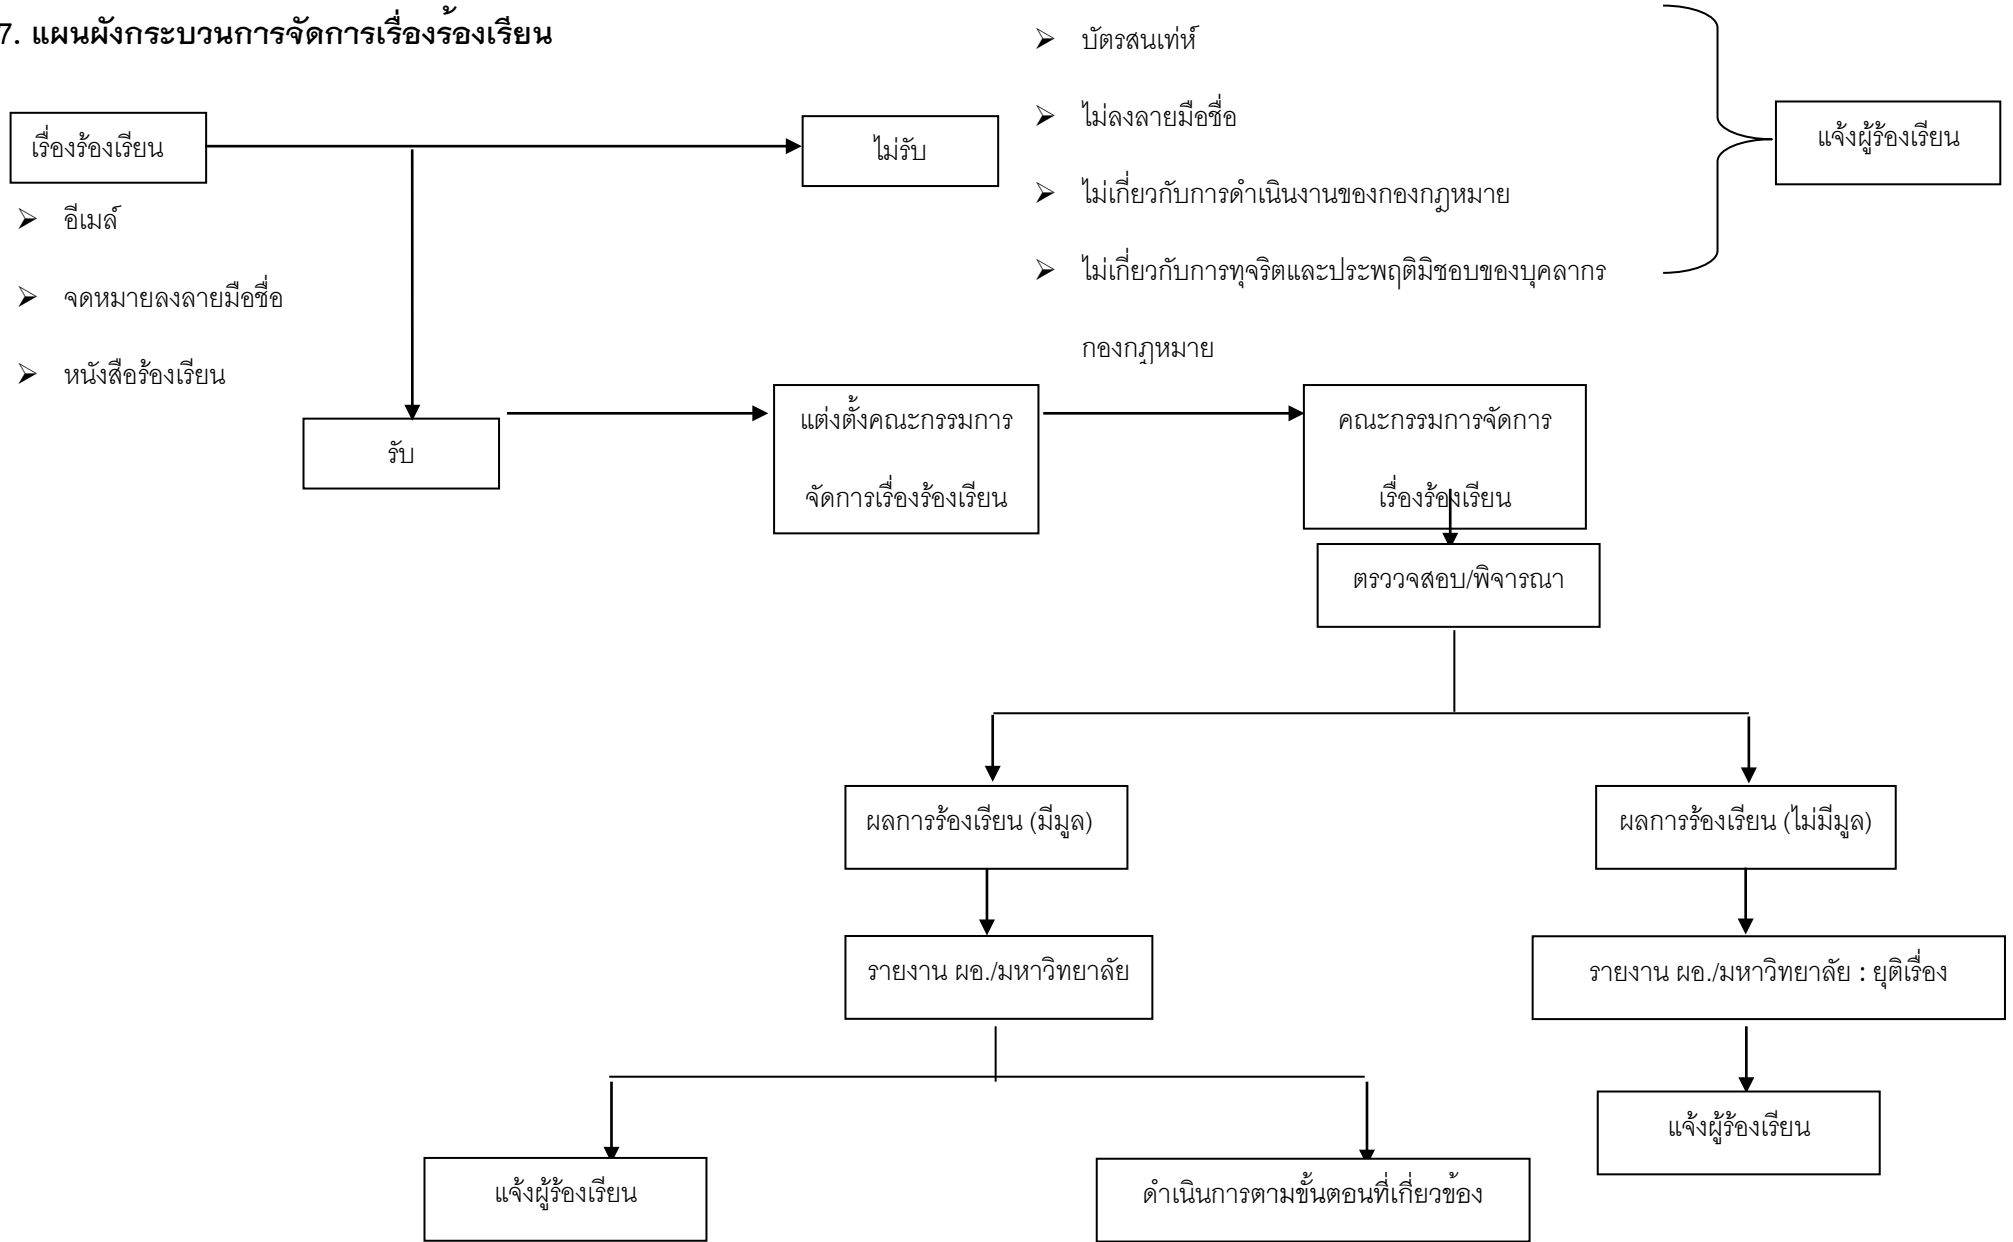 7. แผนผังกระบวนการจัดการเรื่องร้องเรียน
เรื่องร้องเรียน
➢ อีเมล์
➢ จดหมายลงลายมือชื่อ
➢ หนังสือร้องเรียน
ไม่รับ
➢ บัตรสนเท่ห์
➢ ไม่ลงลายมือชื่อ
➢ ไม่เกี่ยวกับการดำเนินงานของกองกฎหมาย
➢ ไม่เกี่ยวกับการทุจริตและประพฤติมิชอบของบุคลากร
กองกฎหมาย
แจ้งผู้ร้องเรียน
รับ
แต่งตั้งคณะกรรมการ
จัดการเรื่องร้องเรียน
คณะกรรมการจัดการ
เรื่องร้องเรียน
ตรววจสอบ/พิจารณา
ผลการร้องเรียน (มีมูล)
ผลการร้องเรียน (ไม่มีมูล)
รายงาน ผอ./มหาวิทยาลัย
รายงาน ผอ./มหาวิทยาลัย : ยุติเรื่อง
แจ้งผู้ร้องเรียน
ดำเนินการตามขั้นตอนที่เกี่ยวข้อง
แจ้งผู้ร้องเรียน